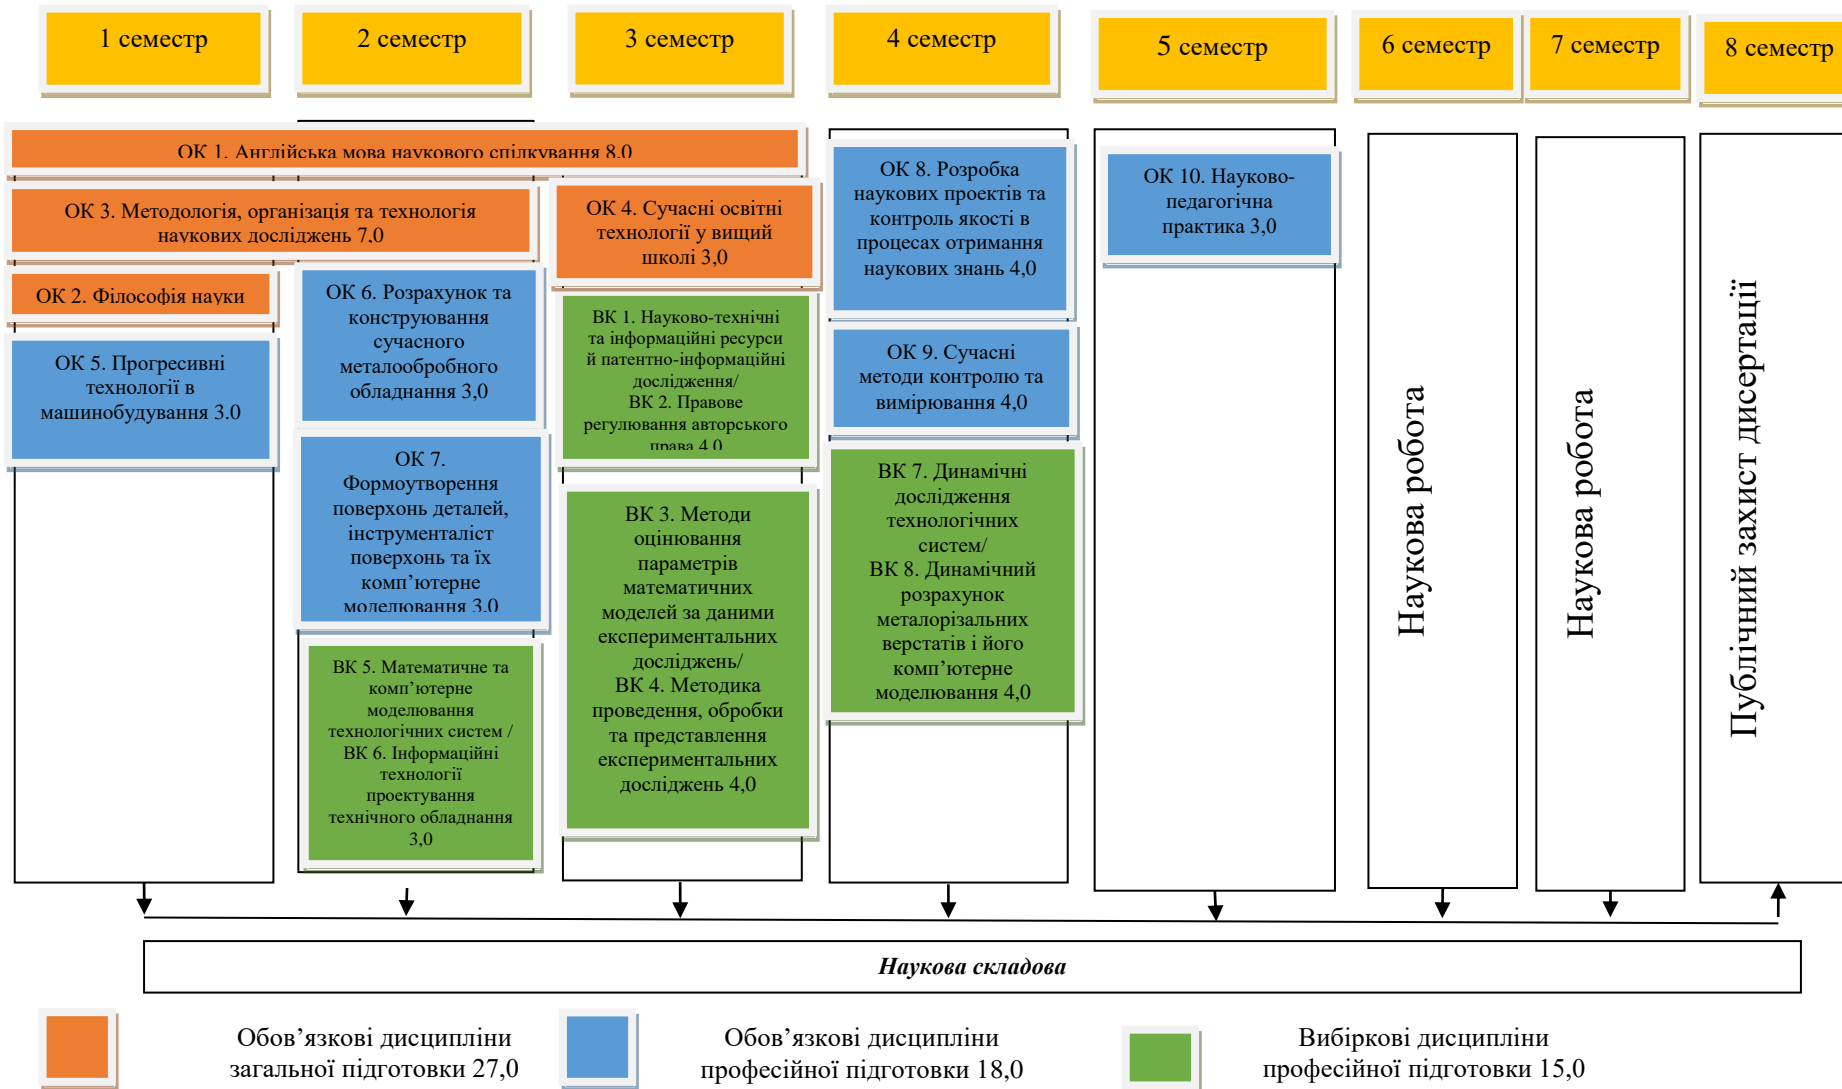 1 семестр
2 семестр
3 семестр
4 семестр
5 семестр
6 семестр
7 семестр
8 семестр
ОК 1. Англійська мова наукового спілкування 8.0
ОК 3. Методологія, організація та технологія
наукових досліджень 7,0
ОК 2. Філософія науки
ОК 5. Прогресивні
технології в
машинобудування 3.0
ОК 6. Розрахунок та
конструювання
сучасного
металообробного
обладнання 3,0
ОК 7.
Формоутворення
поверхонь деталей,
інструменталіст
поверхонь та їх
комп’ютерне
моделювання 3.0
ВК 5. Математичне та
комп’ютерне
моделювання
технологічних систем /
ВК 6. Інформаційні
технології
проектування
технічного обладнання
3,0
ОК 4. Сучасні освітні
технології у вищий
школі 3,0
ВК 1. Науково-технічні
та інформаційні ресурси
й патентно-інформаційні
дослідження/
ВК 2. Правове
регулювання авторського
права 4,0
ВК 3. Методи
оцінювання
параметрів
математичних
моделей за даними
експериментальних
досліджень/
ВК 4. Методика
проведення, обробки
та представлення
експериментальних
досліджень 4,0
ОК 8. Розробка
наукових проектів та
контроль якості в
процесах отримання
наукових знань 4,0
ОК 9. Сучасні
методи контролю та
вимірювання 4,0
ВК 7. Динамічні
дослідження
технологічних
систем/
ВК 8. Динамічний
розрахунок
металорізальних
верстатів і його
комп’ютерне
моделювання 4,0
ОК 10. Науково-
педагогічна
практика 3,0
Наукова робота
Наукова робота
Публічний захист дисертації
Наукова складова
Обов’язкові дисципліни
загальної підготовки 27,0
Обов’язкові дисципліни
професійної підготовки 18,0
Вибіркові дисципліни
професійної підготовки 15,0